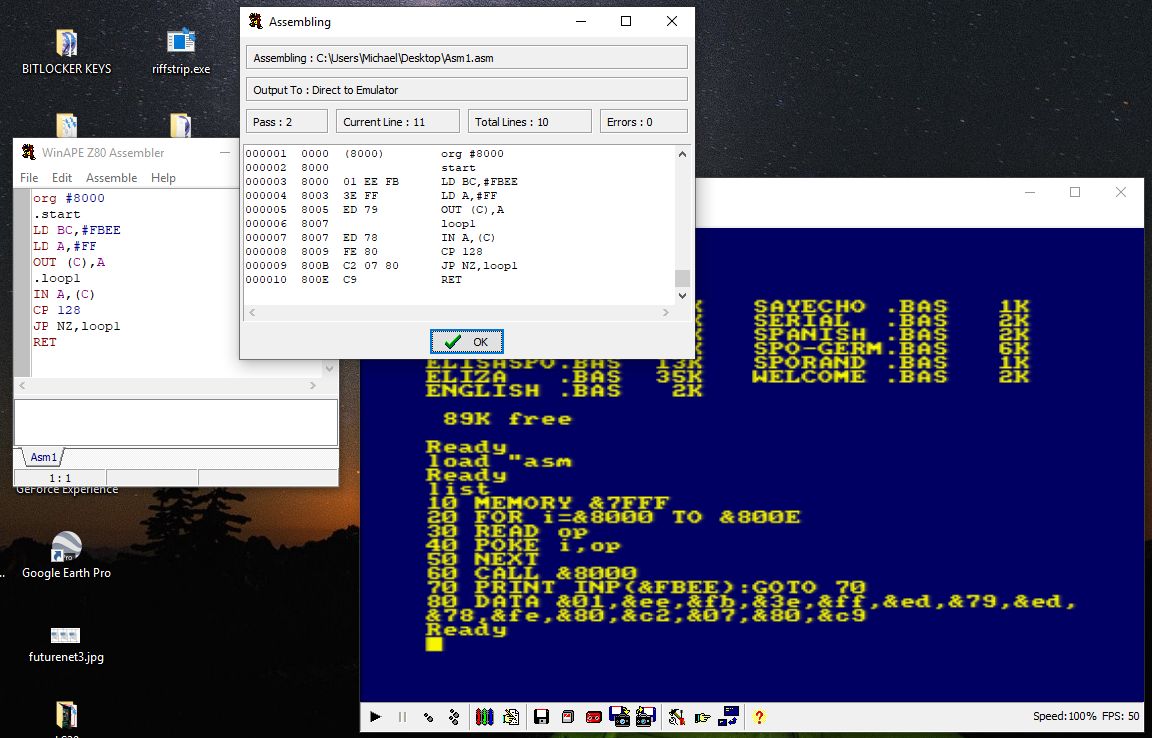 BITLOCKER KEYS
riffstrip.exe
Assembling
Assembling : C:\Users\Michael\Desktop\Asm1.asm
Output To : Direct to Emulator
Pass : 2
Current Line : 11
Total Lines : 10
Errors : 0
000001 0000 (8000) org #8000
000002 8000 start
000003 8000 01 EE FB LD BC,#FBEE
000004 8003 3E FF LD A,#FF
000005 8005 ED 79 OUT (C),A
000006 8007 loop1
000007 8007 ED 78 IN A,(C)
000008 8009 FE 80 CP 128
000009 800B C2 07 80 JP NZ,loop1
000010 800E C9 RET
OK
WinAPE Z80 Assembler
File Edit Assemble Help
org #8000
.start
LD BC,#FBEE
LD A,#FF
OUT (C),A
.loop1
IN A,(C)
CP 128
JP NZ,loop1
RET
Asm1
1: 1
GeForce Experience
Google Earth Pro
futurenet3.jpg
K SAYECHO .BAS 1K
K SERIAL .BAS 2K
K SPANISH .BAS 2K
K SPO-GERM.BAS 6K
ELISHSPO.BAS 13K SPORAND .BAS 1K
ELIZA .BAS 35K WELCOME .BAS 2K
ENGLISH .BAS 2K
89K free
Ready
load "asm
Ready
list
10 MEMORY &7FFF
20 FOR i=&8000 TO &800E
30 READ op
40 POKE i,op
50 NEXT
60 CALL &8000
70 PRINT INP(&FBEE):GOTO 70
80 DATA &01,&ee,&fb,&3e,&ff,&ed,&79,&ed,
&78,&fe,&80,&c2,&07,&80,&c9
Ready
Speed:100% FPS: 50